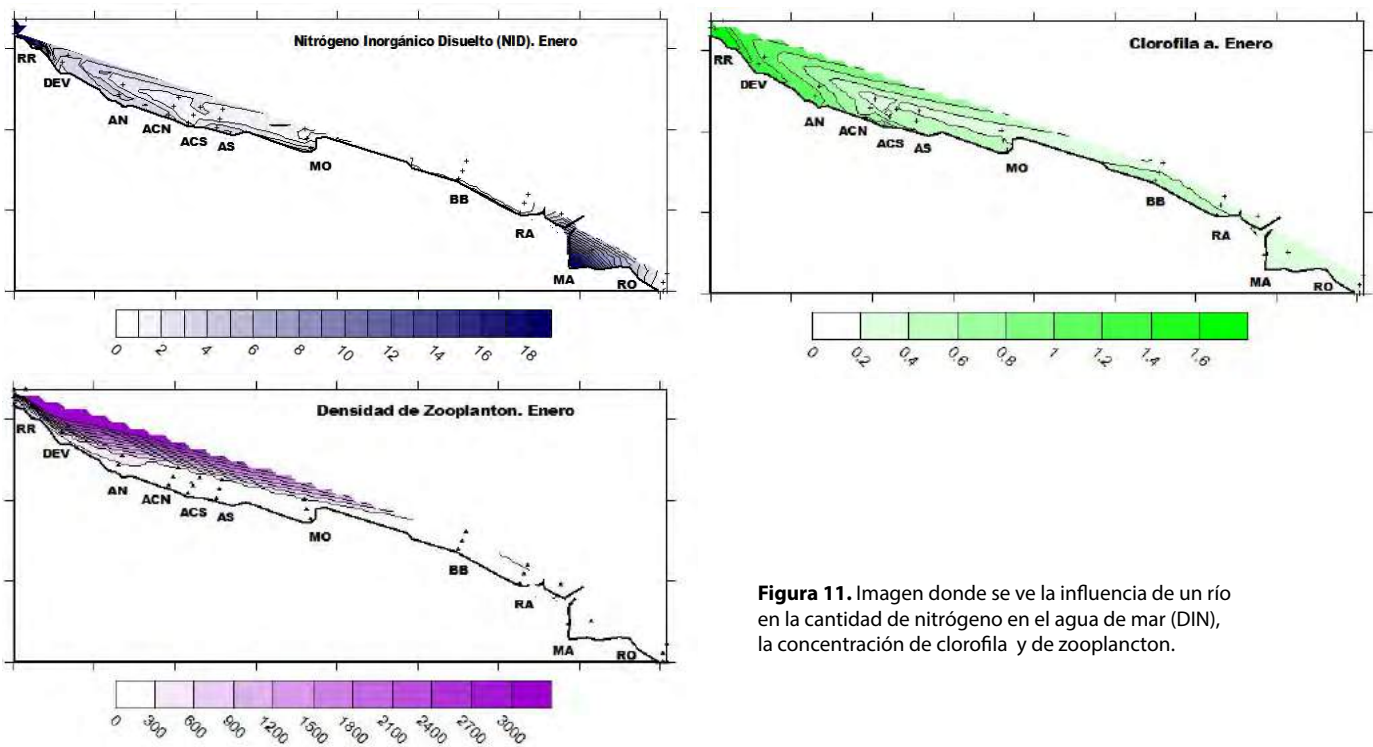 Nitrógeno Inorgánico Disuelto (NID). Enero
RR
DEV
AN
ACN
ACS
AS
MO
BB
RA
MA
RO
0 2 4 6 8 10 12 14 16 18
Clorofila a. Enero
RR
DEV
AN
ACN
ACS
AS
MO
BB
RA
MA
RO
0 0.2 0.4 0.6 0.8 1 1.2 1.4 1.6
Densidad de Zooplanton. Enero
RR
DEV
AN
ACN
ACS
AS
MO
BB
RA
MA
RO
0 300 600 900 1200 1500 1800 2100 2400 2700 3000
Figura 11. Imagen donde se ve la influencia de un río
en la cantidad de nitrógeno en el agua de mar (DIN),
la concentración de clorofila y de zooplancton.